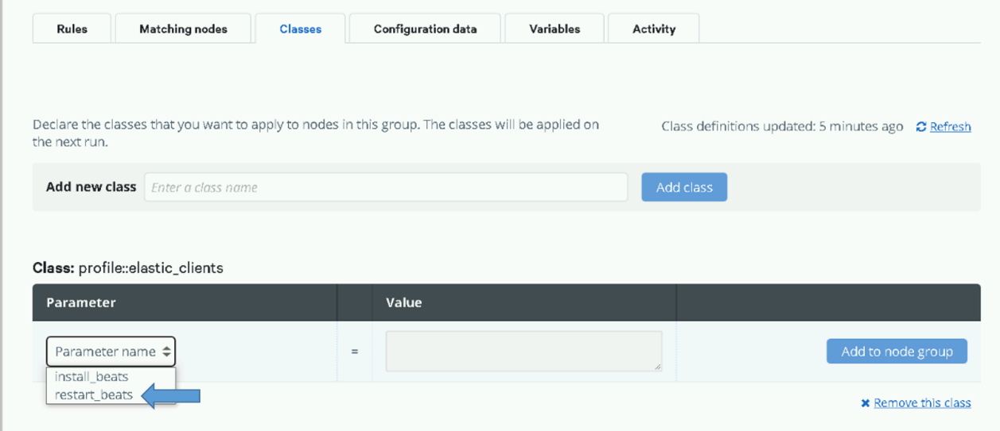 Rules
Matching nodes
Classes
Configuration data
Variables
Activity
Declare the classes that you want to apply to nodes in this group. The classes will be applied on
the next run.
Class definitions updated: 5 minutes ago
Refresh
Add new class
Enter a class name
Add class
Class: profile::elastic_clients
Parameter
Value
Parameter name
=
Add to node group
install_beats
restart_beats
Remove this class